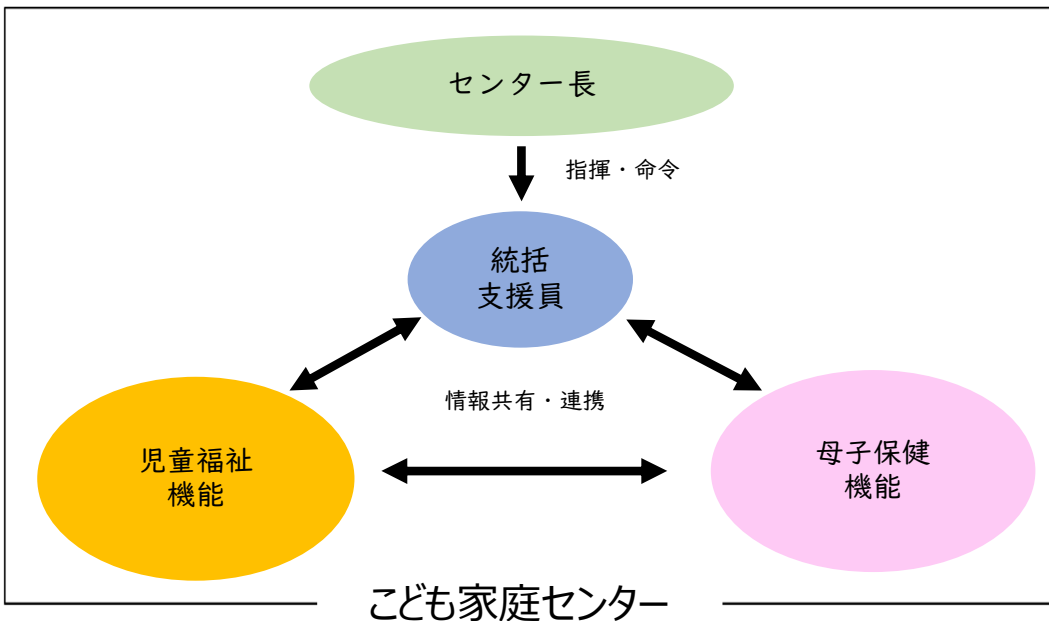 センター長
指揮・命令
統括
支援員
情報共有・連携
児童福祉
機能
母子保健
機能
こども家庭センター